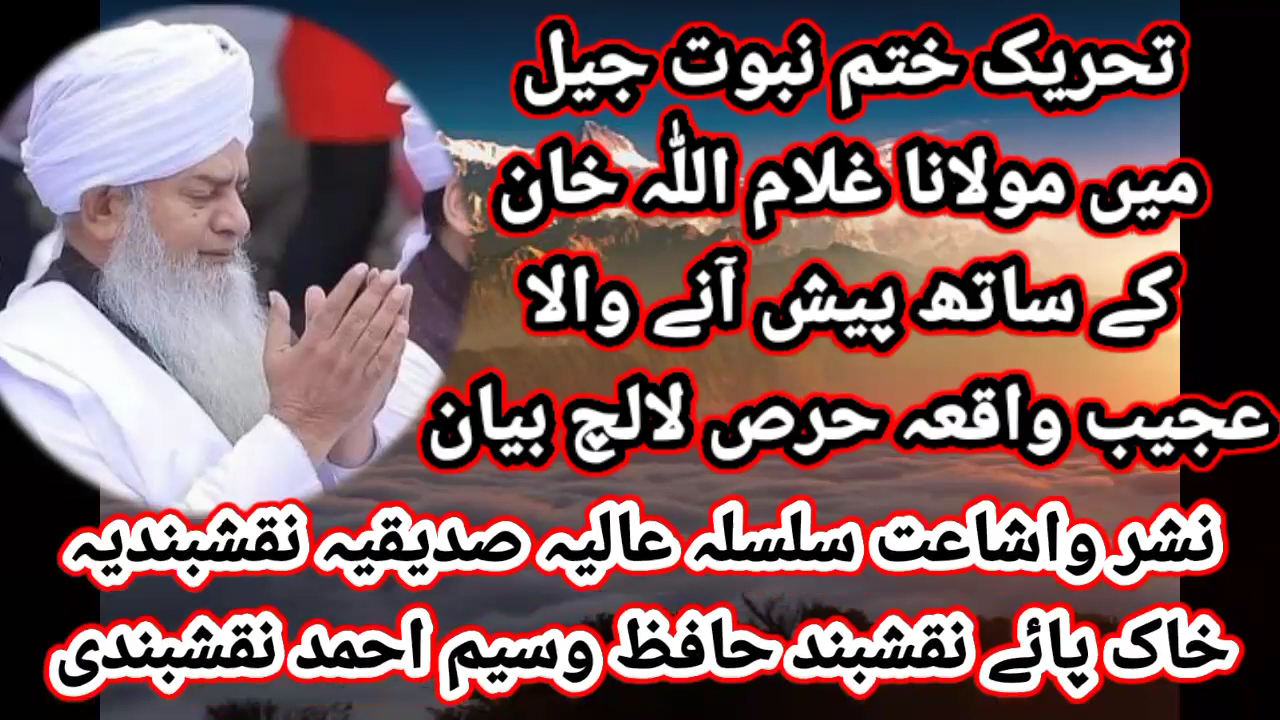 تحریک ختم نبوت جیل
میں مولانا غلام اللہ خان
کے ساتھ پیش آنے والا
عجیب واقعہ حرص لالچ بیان
نشر واشاعت سلسلہ عالیہ صدیقیہ نقشبندیہ
خاک پائے نقشبند حافظ وسیم احمد نقشبندی